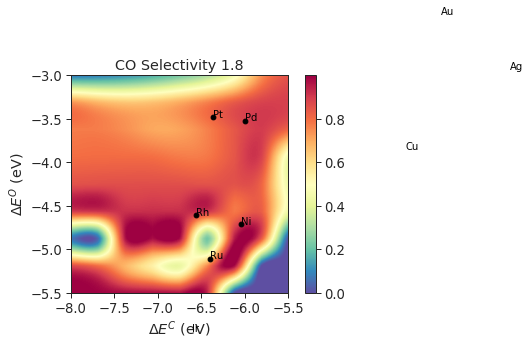 Au
Ag
CO Selectivity 1.8
−3.0
−3.5
−4.0
−4.5
−5.0
−5.5
ΔE^O (eV)
Pt
Pd
Cu
Rh
Ni
Ru
0.8
0.6
0.4
0.2
0.0
−8.0 −7.5 −7.0 −6.5 −6.0 −5.5
ΔE^C (eV)
Ir